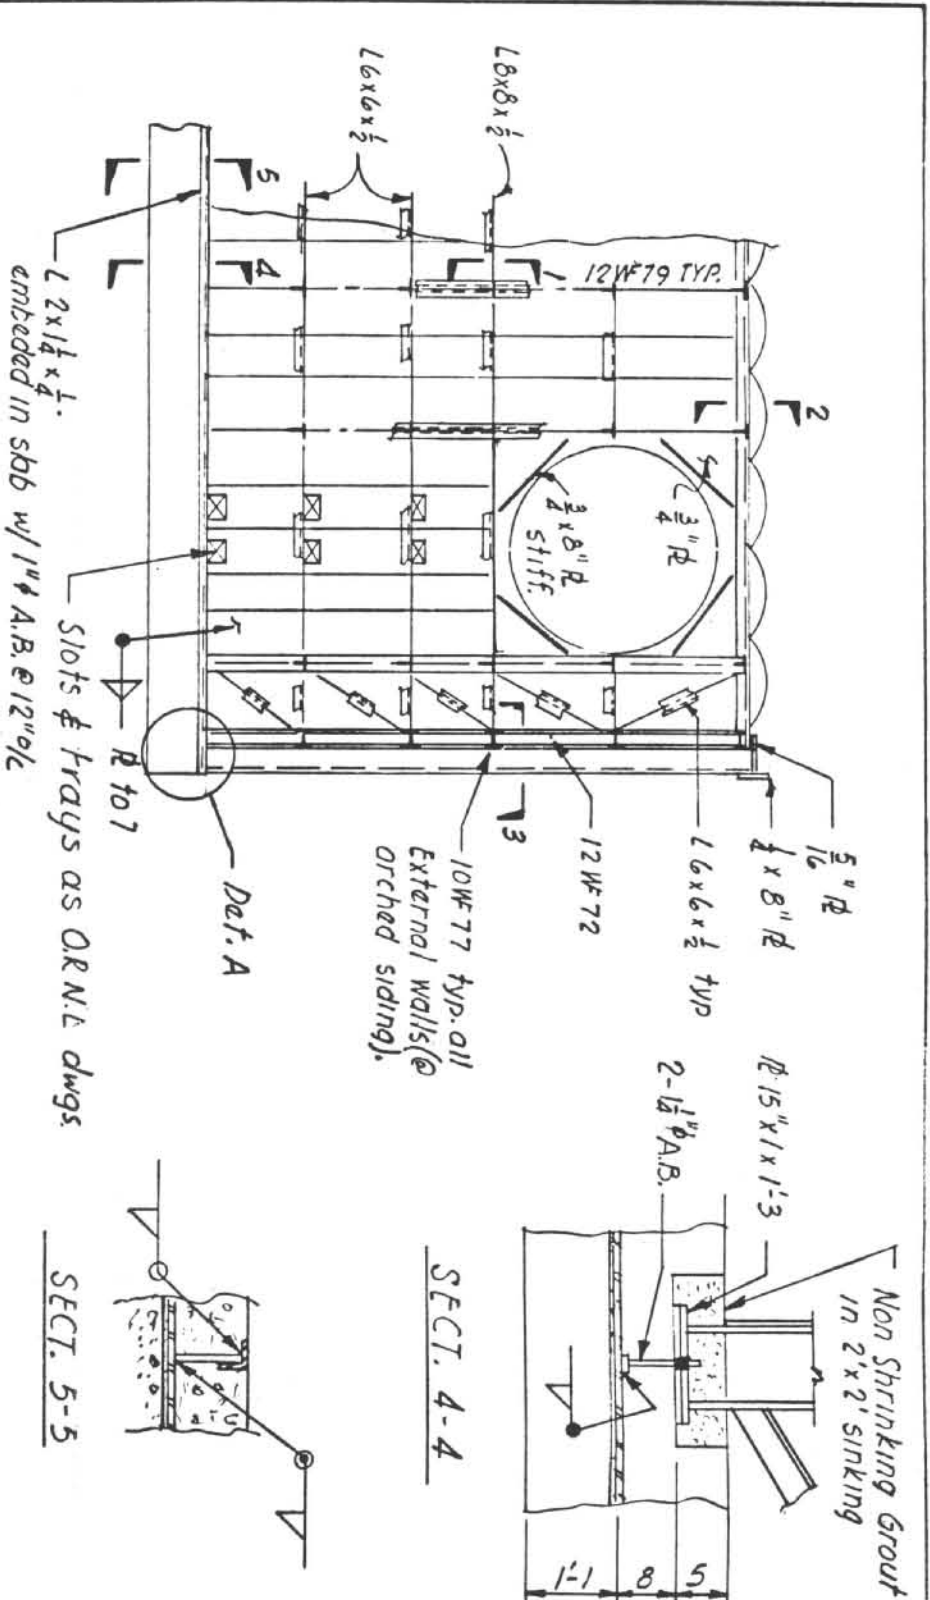 L8x8x1/2
L6x6x1/2
5
4
1
12WF79 TYP.
2
3/4" PL
3/4 x 8" PL
stiff.
L 2x1 1/4 x 1/4.
embeded in slab w/ 1"φ A.B. @ 12" o/c
Slots & trays as O.R.N.L dwgs.
PL to 7
Det. A
3
5/16" PL
1/4 x 8" PL
L 6x6x1/2 typ
12WF72
10WF77 typ. all
External walls (@
arched siding).
Non Shrinking Grout
in 2'x2' sinking
PL 15"x1x1'-3
2-1 1/4"φ A.B.
1'-1
8
5
SECT. 4-4
SECT. 5-5